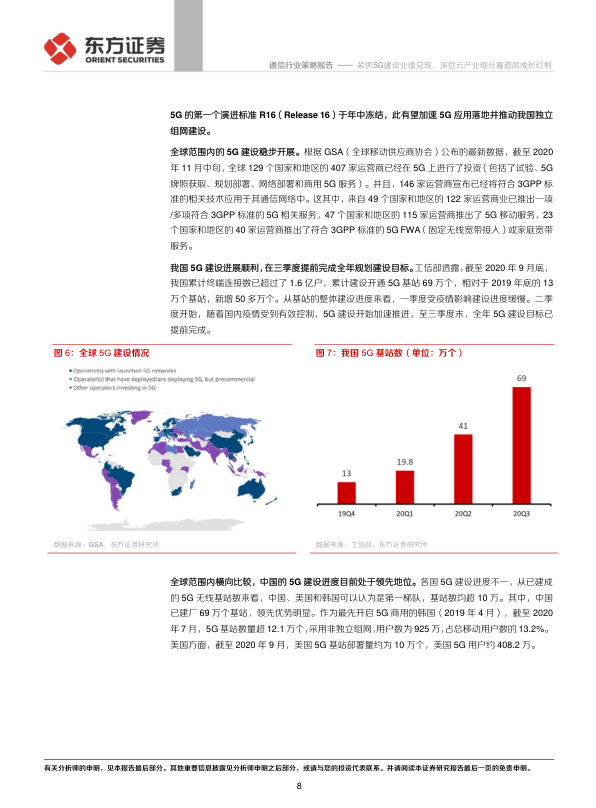 东方证券
ORIENT SECURITIES
通信行业策略报告 —— 紧抓5G建设业绩兑现，深挖云产业细分赛道高成长红利
5G 的第一个演进标准 R16（Release 16）于年中冻结，此有望加速 5G 应用落地并推动我国独立
组网建设。
全球范围内的 5G 建设稳步开展。根据 GSA（全球移动供应商协会）公布的最新数据，截至 2020
年 11 月中旬，全球 129 个国家和地区的 407 家运营商已经在 5G 上进行了投资（包括了试验、5G
牌照获取、规划部署、网络部署和商用 5G 服务）。并且，146 家运营商宣布已经将符合 3GPP 标
准的相关技术应用于其通信网络中。这其中，来自 49 个国家和地区的 122 家运营商业已推出一项
/多项符合 3GPP 标准的 5G 相关服务，47 个国家和地区的 115 家运营商推出了 5G 移动服务，23
个国家和地区的 40 家运营商推出了符合 3GPP 标准的 5G FWA（固定无线宽带接入）或家庭宽带
服务。
我国 5G 建设进展顺利，在三季度提前完成全年规划建设目标。工信部透露，截至 2020 年 9 月底，
我国累计终端连接数已超过了 1.6 亿户，累计建设开通 5G 基站 69 万个，相对于 2019 年底的 13
万个基站，新增 50 多万个。从基站的整体建设进度来看，一季度受疫情影响建设进度缓慢。二季
度开始，随着国内疫情受到有效控制，5G 建设开始加速推进，至三季度末，全年 5G 建设目标已
提前完成。
图 6：全球 5G 建设情况
Operator(s) with launched 5G networks
Operator(s) that have deployed/are deploying 5G, but precommercial
Other operators investing in 5G
数据来源：GSA，东方证券研究所
图 7：我国 5G 基站数（单位：万个）
13
19.8
41
69
19Q4
20Q1
20Q2
20Q3
数据来源：工信部，东方证券研究所
全球范围内横向比较，中国的 5G 建设进度目前处于领先地位。各国 5G 建设进度不一，从已建成
的 5G 无线基站数来看，中国、美国和韩国可以认为是第一梯队，基站数均超 10 万。其中，中国
已建厂 69 万个基站，领先优势明显。作为最先开启 5G 商用的韩国（2019 年 4 月），截至 2020
年 7 月，5G 基站数量超 12.1 万个，采用非独立组网，用户数为 925 万，占总移动用户数的 13.2%。
美国方面，截至 2020 年 9 月，美国 5G 基站部署量约为 10 万个，美国 5G 用户约 408.2 万。
有关分析师的申明，见本报告最后部分。其他重要信息披露见分析师申明之后部分，或请与您的投资代表联系。并请阅读本证券研究报告最后一页的免责申明。
8